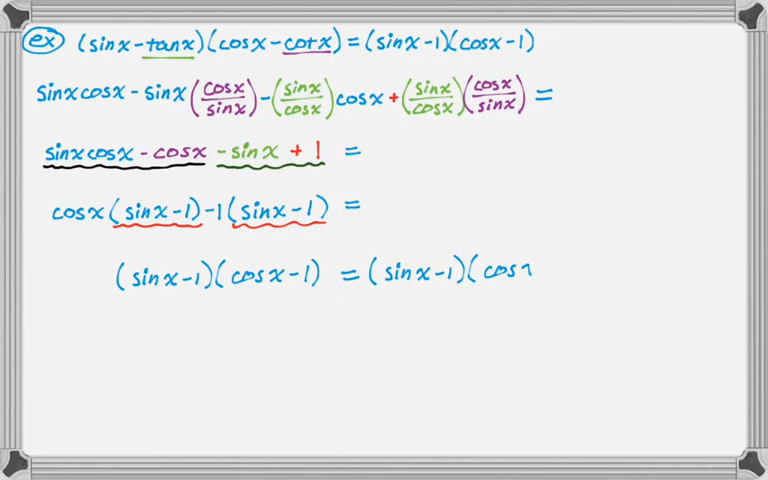 ex (sinx-tanx)(cosx-cotx)=(sinx-1)(cosx-1)
sinxcosx - sinx(cosx/sinx) - (sinx/cosx)cosx + (sinx/cosx)(cosx/sinx) =
sinxcosx - cosx - sinx + 1 =
cosx(sinx-1)-1(sinx-1) =
(sinx-1)(cosx-1) = (sinx-1)(cos